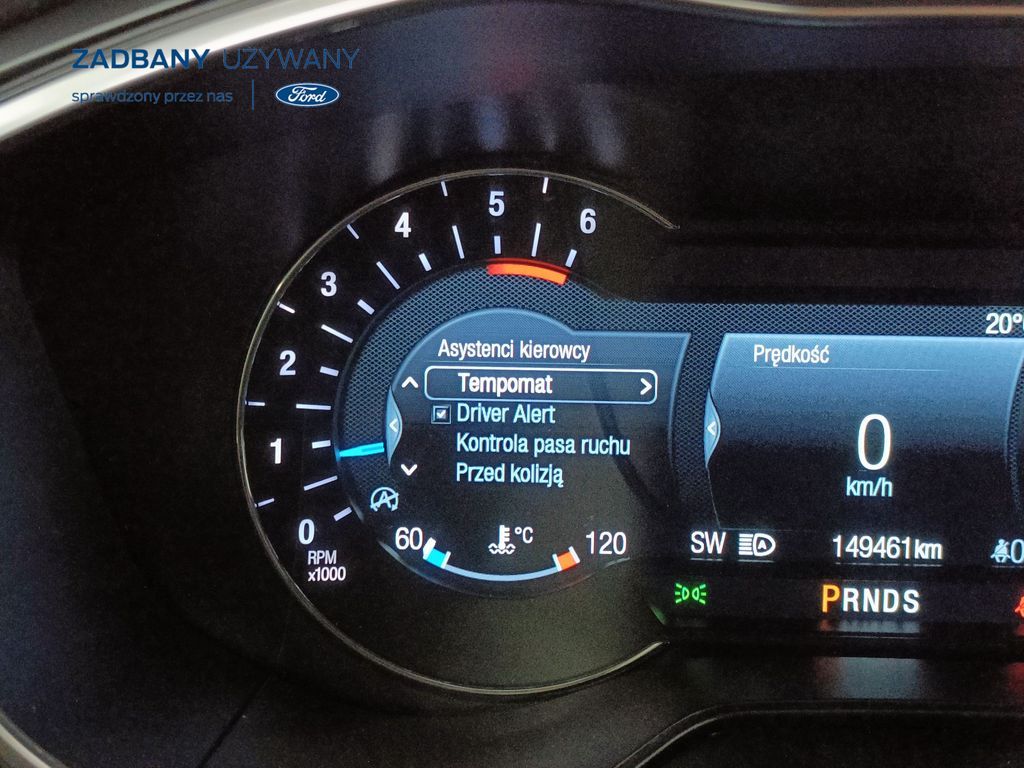 ZADBANY UŻYWANY
sprawdzony przez nas
Ford
6
5
4
3
2
1
0
RPM
x1000
20°
Asystenci kierowcy
Tempomat
Driver Alert
Kontrola pasa ruchu
Przed kolizją
60
°C
120
Prędkość
0
km/h
SW
A
149461km
0
PRNDS